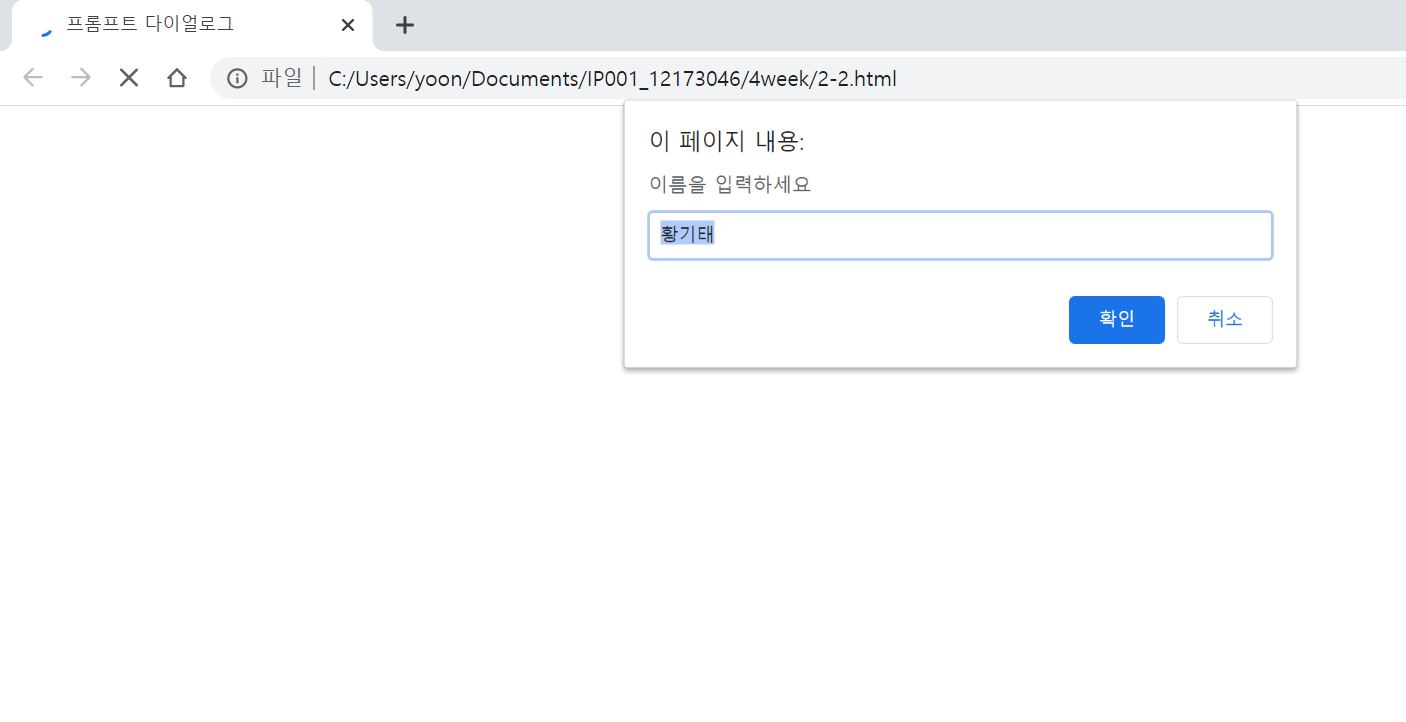 프롬프트 다이얼로그
파일 C:/Users/yoon/Documents/IP001_12173046/4week/2-2.html
이 페이지 내용:
이름을 입력하세요
황기태
확인 취소